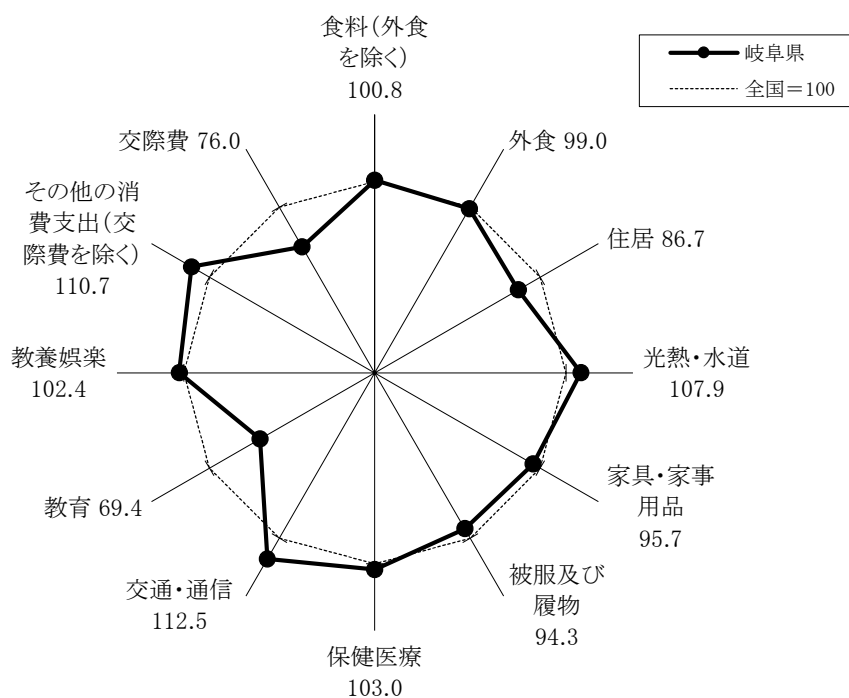 食料(外食
を除く)
100.8
岐阜県
全国=100
外食 99.0
住居 86.7
光熱・水道
107.9
家具・家事
用品
95.7
被服及び
履物
94.3
保健医療
103.0
交通・通信
112.5
教育 69.4
教養娯楽
102.4
その他の消
費支出(交
際費を除く)
110.7
交際費 76.0